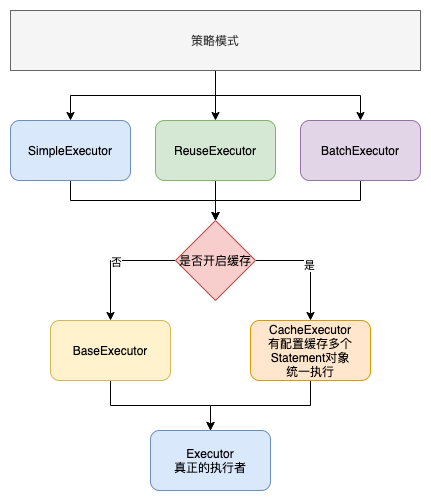 策略模式
SimpleExecutor
ReuseExecutor
BatchExecutor
是否开启缓存
否
是
BaseExecutor
CacheExecutor
有配置缓存多个
Statement对象
统一执行
Executor
真正的执行者